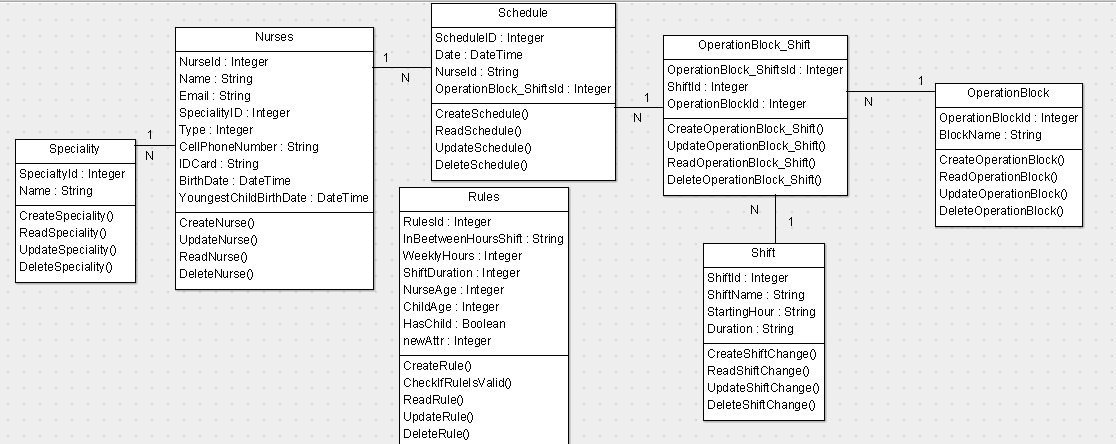 Speciality
SpecialtyId : Integer
Name : String
CreateSpeciality()
ReadSpeciality()
UpdateSpeciality()
DeleteSpeciality()
1
N
Nurses
NurseId : Integer
Name : String
Email : String
SpecialityID : Integer
Type : Integer
CellPhoneNumber : String
IDCard : String
BirthDate : DateTime
YoungestChildBirthDate : DateTime
CreateNurse()
UpdateNurse()
ReadNurse()
DeleteNurse()
1
N
Schedule
ScheduleID : Integer
Date : DateTime
NurseId : String
OperationBlock_ShiftsId : Integer
CreateSchedule()
ReadSchedule()
UpdateSchedule()
DeleteSchedule()
Rules
RulesId : Integer
InBeetweenHoursShift : String
WeeklyHours : Integer
ShiftDuration : Integer
NurseAge : Integer
ChildAge : Integer
HasChild : Boolean
newAttr : Integer
CreateRule()
CheckIfRuleIsValid()
ReadRule()
UpdateRule()
DeleteRule()
1
N
OperationBlock_Shift
OperationBlock_ShiftsId : Integer
ShiftId : Integer
OperationBlockId : Integer
CreateOperationBlock_Shift()
UpdateOperationBlock_Shift()
ReadOperationBlock_Shift()
DeleteOperationBlock_Shift()
N
1
Shift
ShiftId : Integer
ShiftName : String
StartingHour : String
Duration : String
CreateShiftChange()
ReadShiftChange()
UpdateShiftChange()
DeleteShiftChange()
1
N
OperationBlock
OperationBlockId : Integer
BlockName : String
CreateOperationBlock()
ReadOperationBlock()
UpdateOperationBlock()
DeleteOperationBlock()